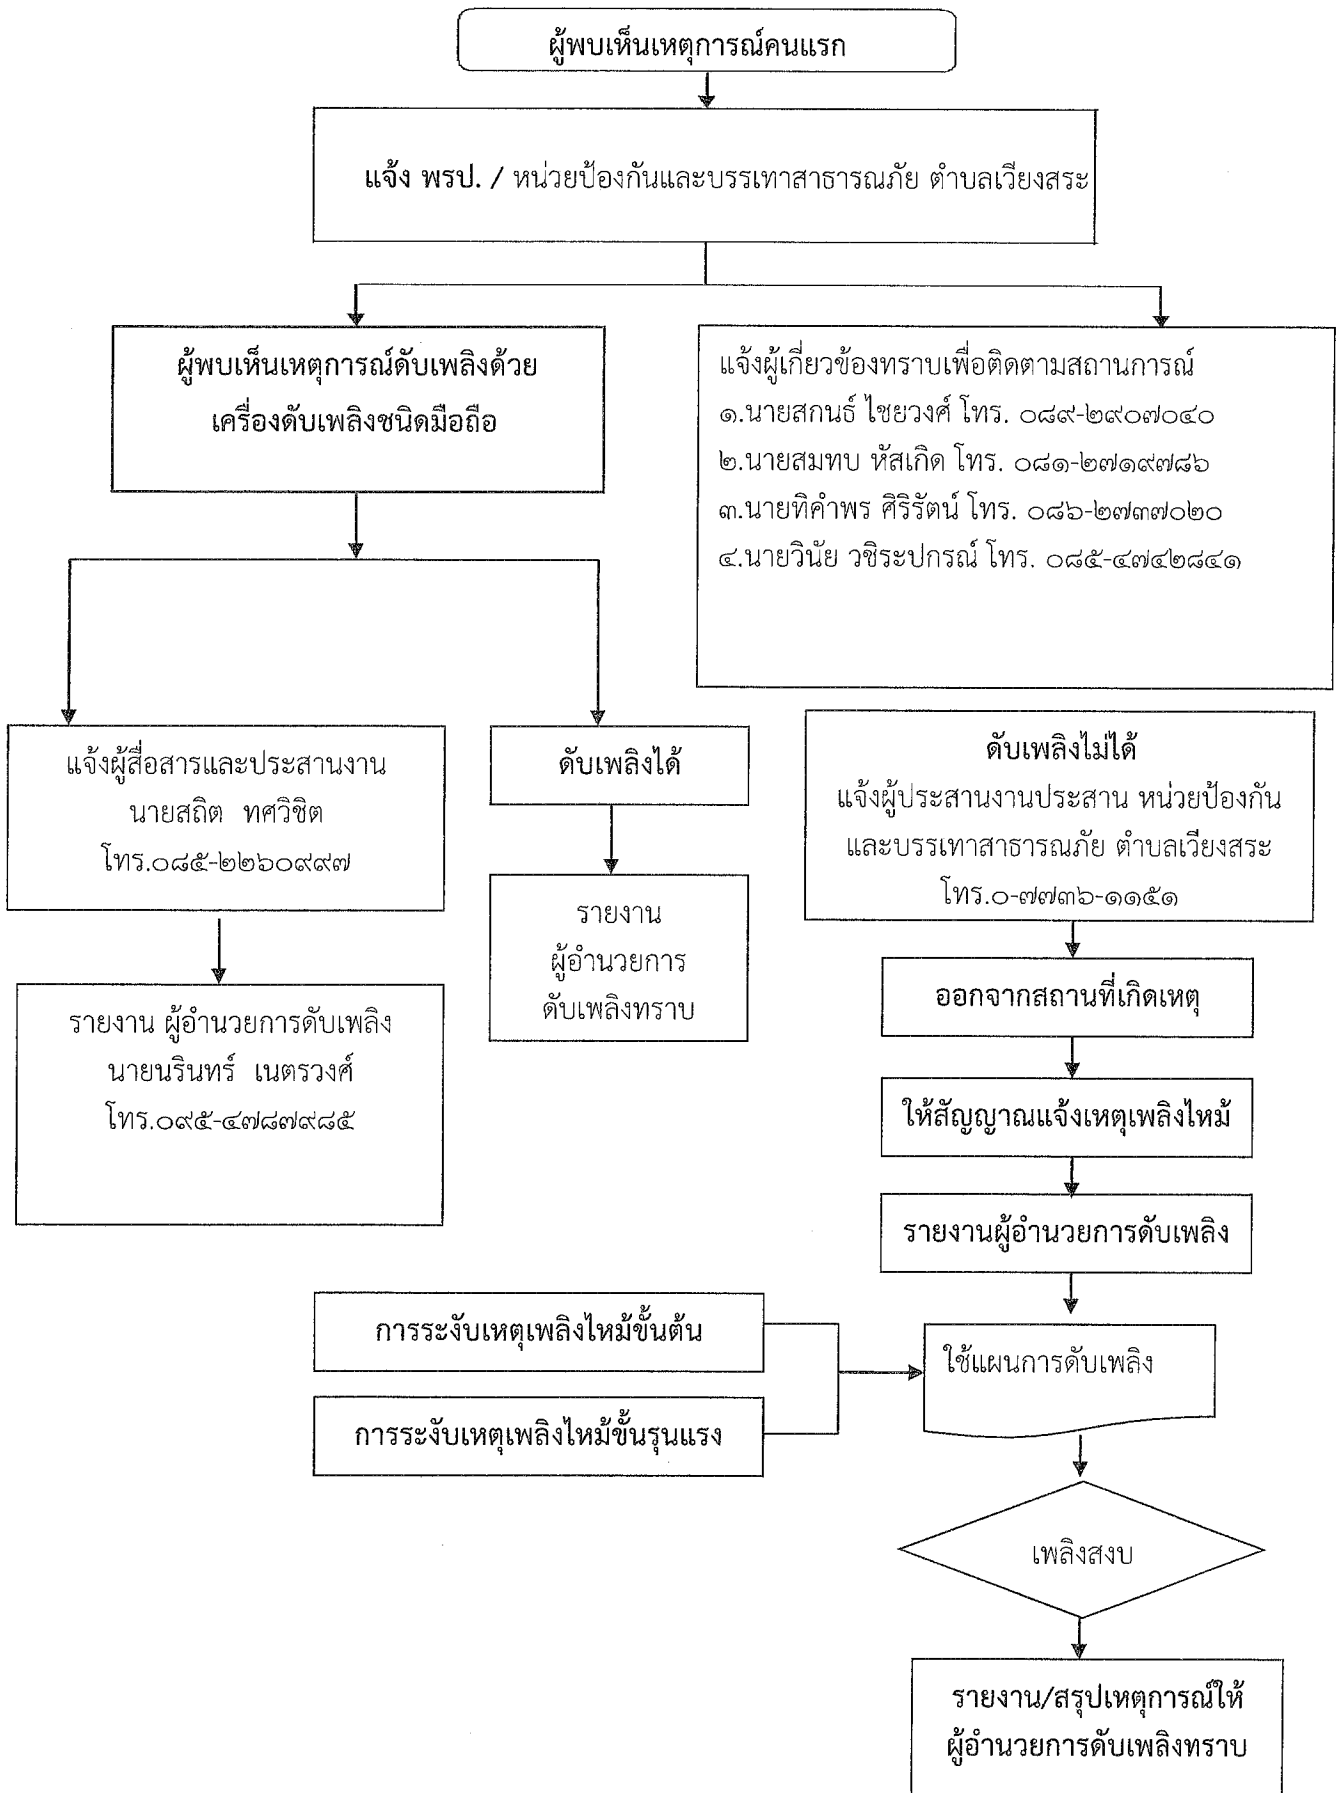 ผู้พบเห็นเหตุการณ์คนแรก
แจ้ง พรป. / หน่วยป้องกันและบรรเทาสาธารณภัย ตำบลเวียงสระ
ผู้พบเห็นเหตุการณ์ดับเพลิงด้วย
เครื่องดับเพลิงชนิดมือถือ
แจ้งผู้เกี่ยวข้องทราบเพื่อติดตามสถานการณ์
๑.นายสกนธ์ ไชยวงศ์ โทร. ๐๘๙-๒๙๐๗๐๔๐
๒.นายสมทบ หัสเกิด โทร. ๐๘๑-๒๗๑๙๗๘๖
๓.นายทิคำพร ศิริรัตน์ โทร. ๐๘๖-๒๗๓๗๐๒๐
๔.นายวินัย วชิระปกรณ์ โทร. ๐๘๕-๔๗๔๒๘๔๑
แจ้งผู้สื่อสารและประสานงาน
นายสถิต ทศวิชิต
โทร.๐๘๕-๒๒๖๐๙๙๗
รายงาน ผู้อำนวยการดับเพลิง
นายนรินทร์ เนตรวงศ์
โทร.๐๙๕-๔๗๘๗๙๘๕
ดับเพลิงได้
รายงาน
ผู้อำนวยการ
ดับเพลิงทราบ
ดับเพลิงไม่ได้
แจ้งผู้ประสานงานประสาน หน่วยป้องกัน
และบรรเทาสาธารณภัย ตำบลเวียงสระ
โทร.๐-๗๗๓๖-๑๑๕๑
ออกจากสถานที่เกิดเหตุ
ให้สัญญาณแจ้งเหตุเพลิงไหม้
รายงานผู้อำนวยการดับเพลิง
การระงับเหตุเพลิงไหม้ขั้นต้น
การระงับเหตุเพลิงไหม้ขั้นรุนแรง
ใช้แผนการดับเพลิง
เพลิงสงบ
รายงาน/สรุปเหตุการณ์ให้
ผู้อำนวยการดับเพลิงทราบ